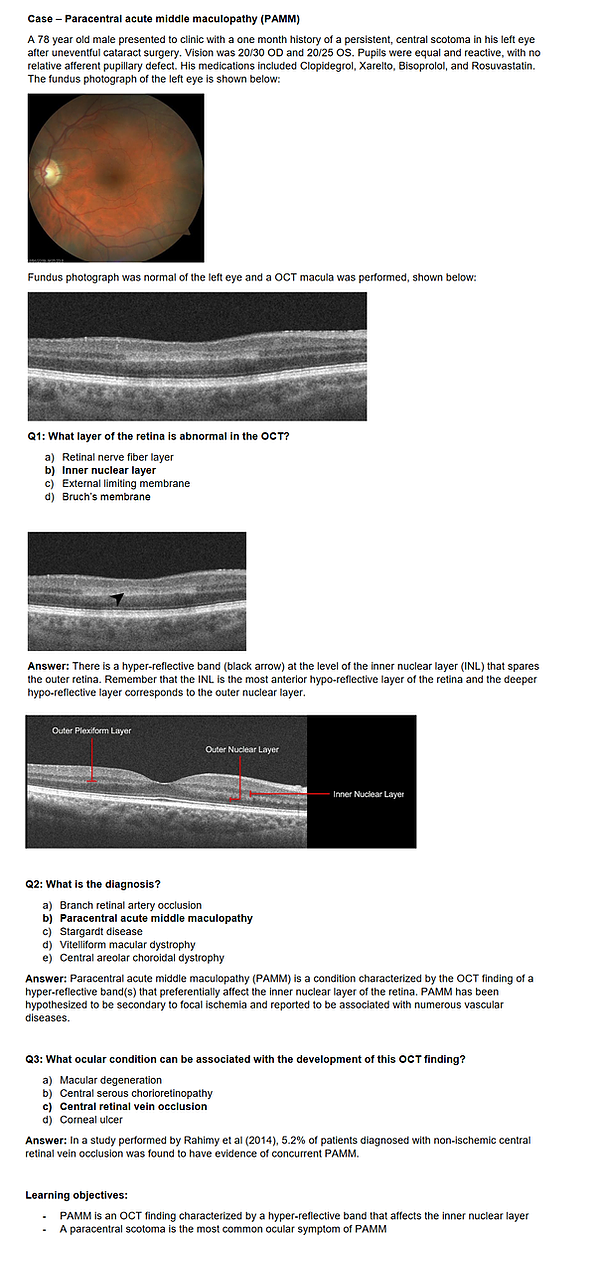 Case – Paracentral acute middle maculopathy (PAMM)
A 78 year old male presented to clinic with a one month history of a persistent, central scotoma in his left eye
after uneventful cataract surgery. Vision was 20/30 OD and 20/25 OS. Pupils were equal and reactive, with no
relative afferent pupillary defect. His medications included Clopidegrol, Xarelto, Bisoprolol, and Rosuvastatin.
The fundus photograph of the left eye is shown below:
Fundus photograph was normal of the left eye and a OCT macula was performed, shown below:
Q1: What layer of the retina is abnormal in the OCT?
a) Retinal nerve fiber layer
b) Inner nuclear layer
c) External limiting membrane
d) Bruch's membrane
Answer: There is a hyper-reflective band (black arrow) at the level of the inner nuclear layer (INL) that spares
the outer retina. Remember that the INL is the most anterior hypo-reflective layer of the retina and the deeper
hypo-reflective layer corresponds to the outer nuclear layer.
Outer Plexiform Layer
Outer Nuclear Layer
Inner Nuclear Layer
Q2: What is the diagnosis?
a) Branch retinal artery occlusion
b) Paracentral acute middle maculopathy
c) Stargardt disease
d) Vitelliform macular dystrophy
e) Central areolar choroidal dystrophy
Answer: Paracentral acute middle maculopathy (PAMM) is a condition characterized by the OCT finding of a
hyper-reflective band(s) that preferentially affect the inner nuclear layer of the retina. PAMM has been
hypothesized to be secondary to focal ischemia and reported to be associated with numerous vascular
diseases.
Q3: What ocular condition can be associated with the development of this OCT finding?
a) Macular degeneration
b) Central serous chorioretinopathy
c) Central retinal vein occlusion
d) Corneal ulcer
Answer: In a study performed by Rahimy et al (2014), 5.2% of patients diagnosed with non-ischemic central
retinal vein occlusion was found to have evidence of concurrent PAMM.
Learning objectives:
- PAMM is an OCT finding characterized by a hyper-reflective band that affects the inner nuclear layer
- A paracentral scotoma is the most common ocular symptom of PAMM